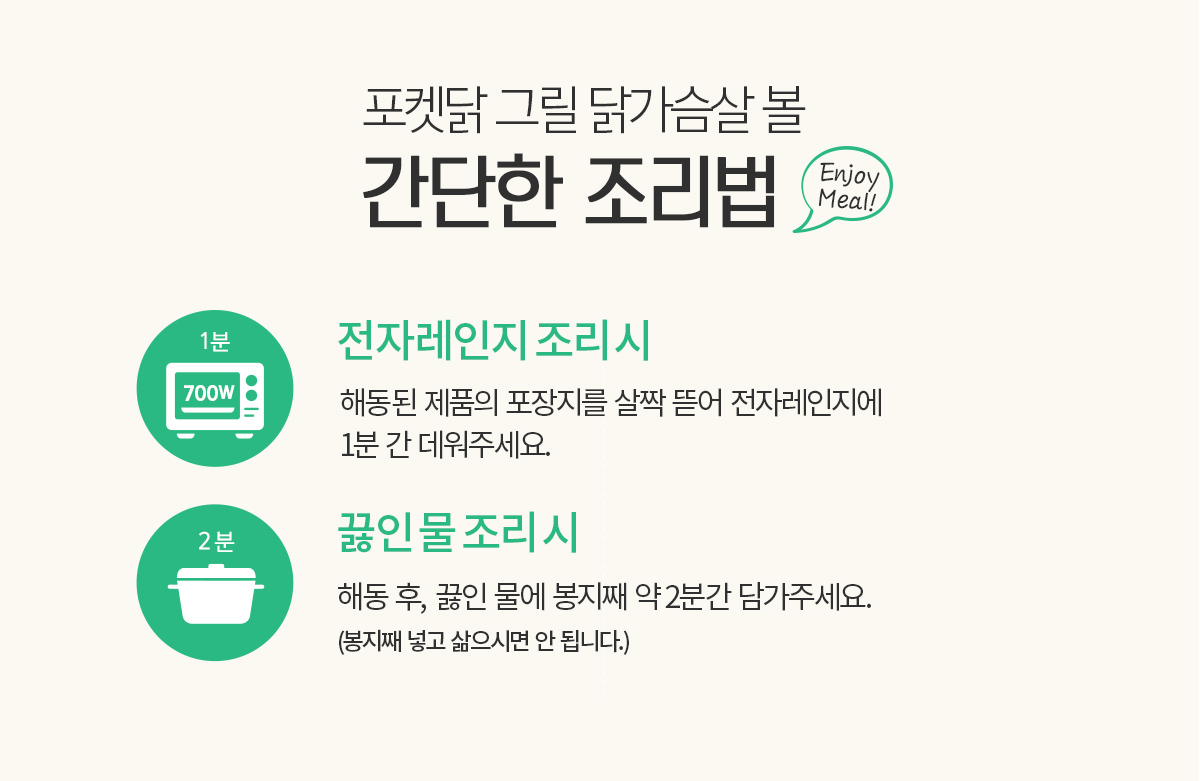 포켓닭 그릴 닭가슴살 볼
간단한 조리법
Enjoy
Meal!
1분
700W
전자레인지 조리 시
해동된 제품의 포장지를 살짝 뜯어 전자레인지에
1분 간 데워주세요.
2분
끓인 물 조리 시
해동 후, 끓인 물에 봉지째 약 2분간 담가주세요.
(봉지째 넣고 삶으시면 안 됩니다.)